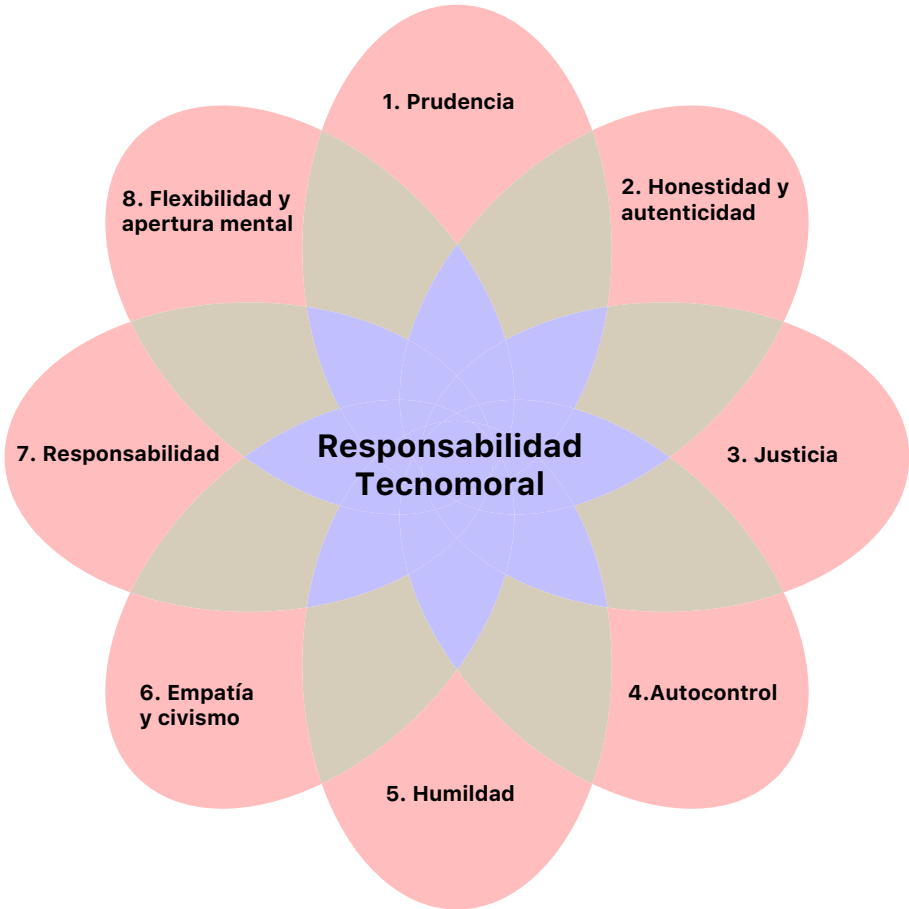 1. Prudencia
2. Honestidad y
autenticidad
3. Justicia
4.Autocontrol
5. Humildad
6. Empatía
y civismo
7. Responsabilidad
8. Flexibilidad y
apertura mental
Responsabilidad
Tecnomoral